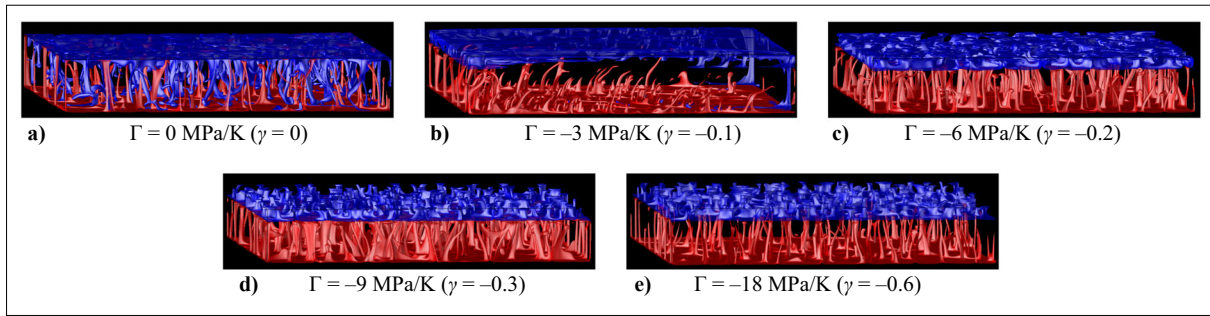 a) Γ = 0 MPa/K (γ = 0)
b) Γ = –3 MPa/K (γ = –0.1)
c) Γ = –6 MPa/K (γ = –0.2)
d) Γ = –9 MPa/K (γ = –0.3)
e) Γ = –18 MPa/K (γ = –0.6)